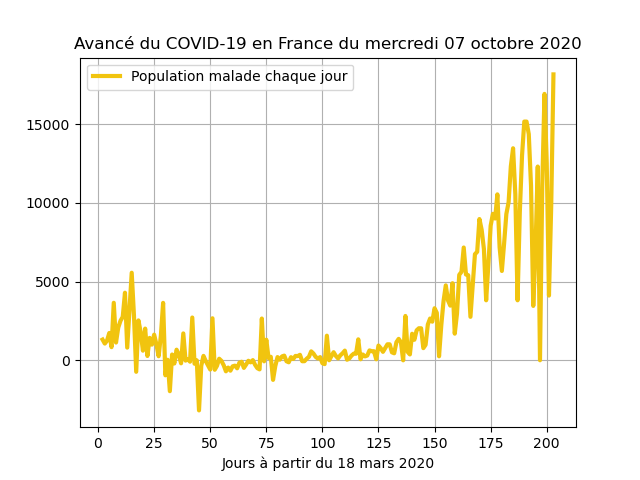 Avancé du COVID-19 en France du mercredi 07 octobre 2020
Population malade chaque jour
15000
10000
5000
0
0 25 50 75 100 125 150 175 200
Jours à partir du 18 mars 2020